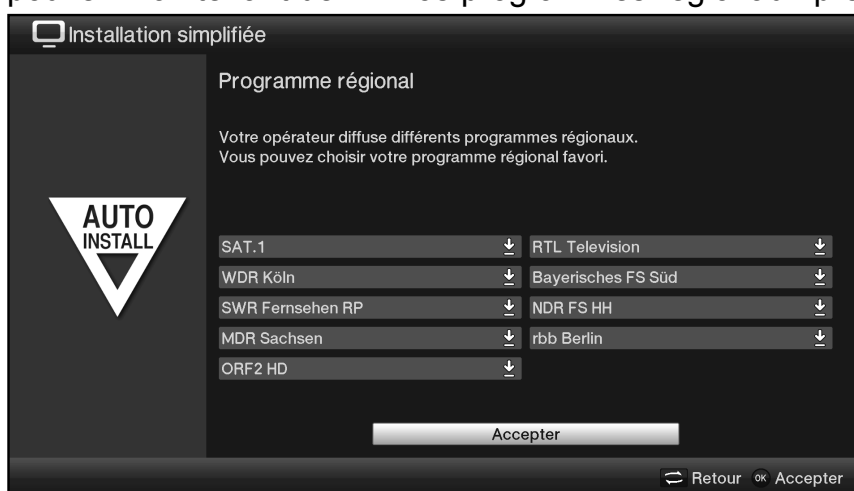 Installation simplifiée
Programme régional
Votre opérateur diffuse différents programmes régionaux.
Vous pouvez choisir votre programme régional favori.
AUTO
INSTALL
SAT.1
RTL Television
WDR Köln
Bayerisches FS Süd
SWR Fernsehen RP
NDR FS HH
MDR Sachsen
rbb Berlin
ORF2 HD
Accepter
Retour OK Accepter